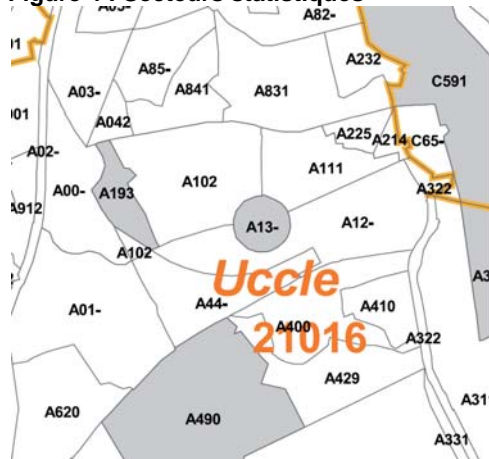 Figure 1 : Secteurs statistiques
A05-
A82-
A232
A85-
C591
A03-
A841
A831
A042
A225
A214
C65-
A02-
A111
A00-
A193
A102
A322
A912
A13-
A12-
A102
Uccle
A44-
A410
A01-
A400
21016
A322
A429
A620
A490
A331